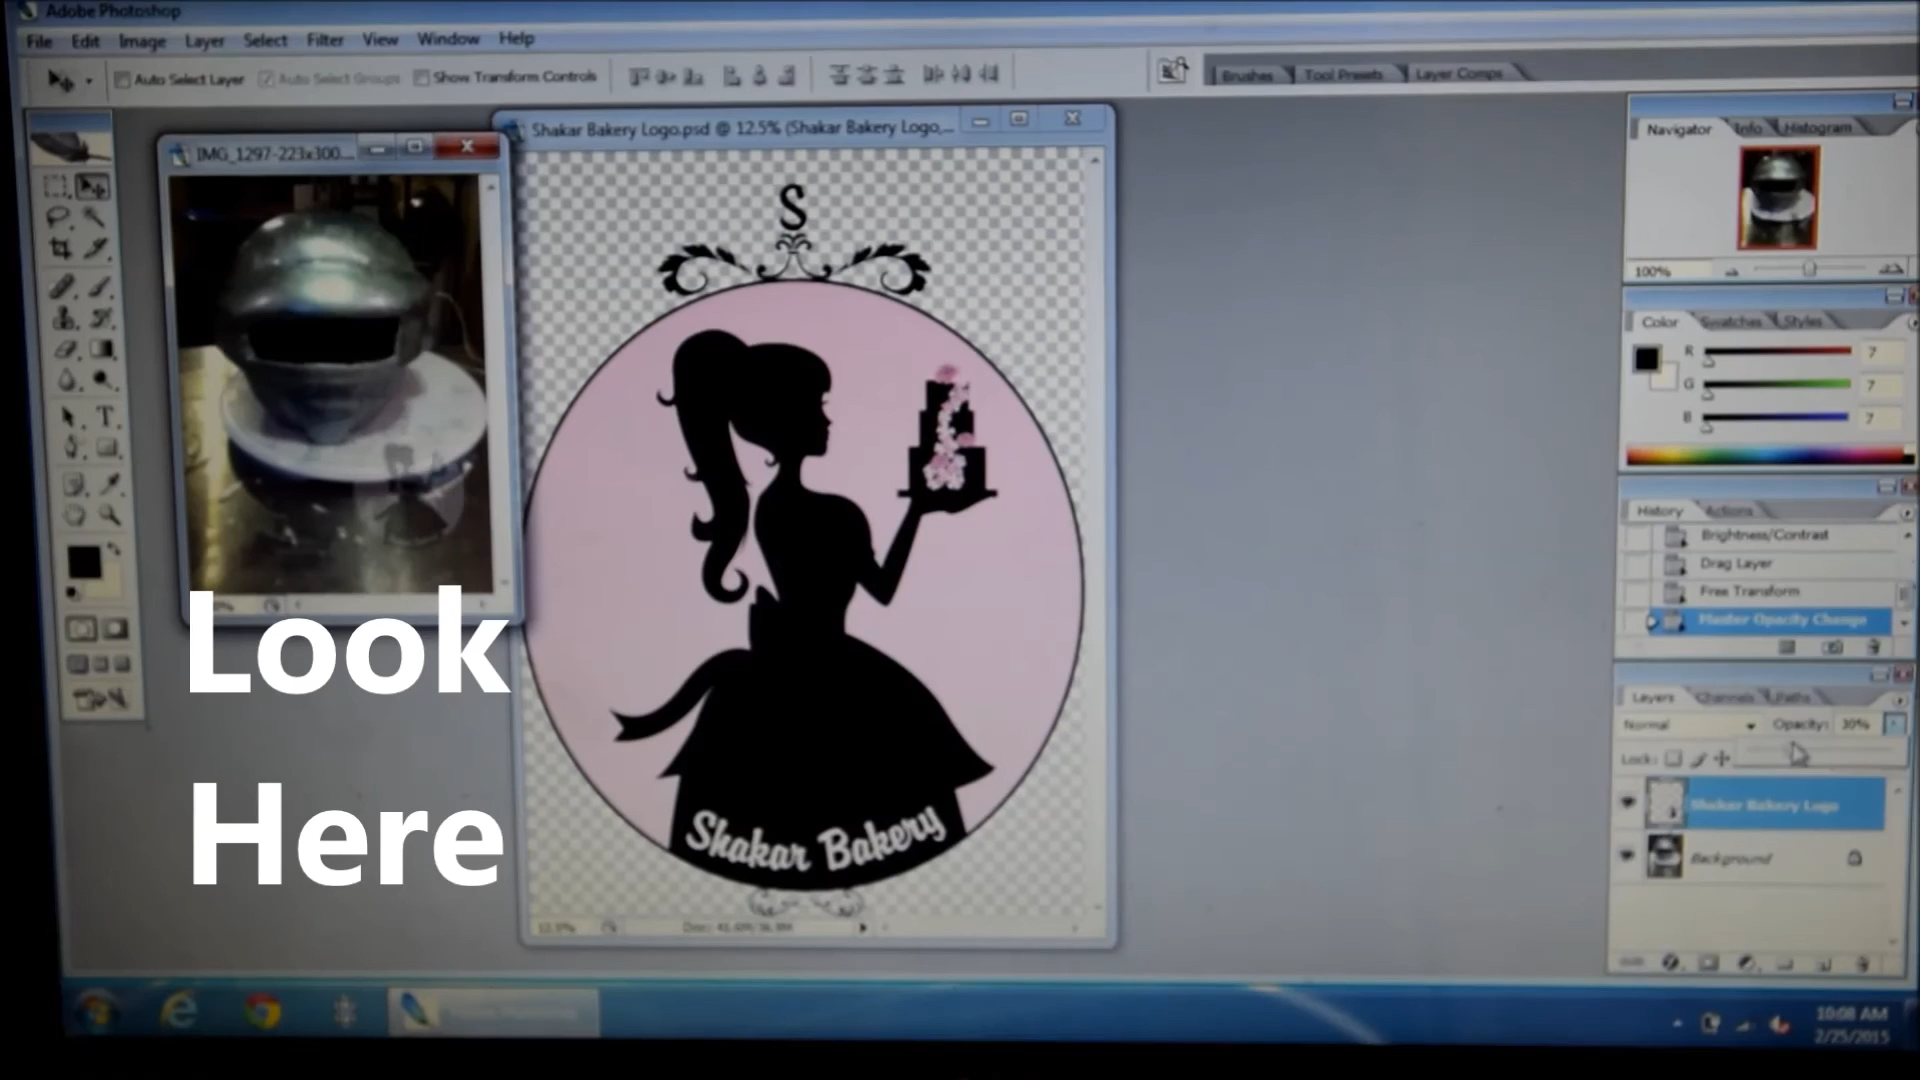 Adobe Photoshop
File Edit Image Layer Select Filter View Window Help
Auto Select Layer Auto Select Groups Show Transform Controls
Brushes Tool Presets Layer Comps
IMG_1297-223x300...
Shakar Bakery Logo.psd @ 12.5% (Shakar Bakery Logo,...
S
Shakar Bakery
Look
Here
12.5%
Navigator Info Histogram
100%
Color Swatches Styles
R 7
G 7
B 7
History Actions
Brightness/Contrast
Drag Layer
Free Transform
Master Opacity Change
Layers Channels Paths
Normal Opacity: 30%
Lock:
Shakar Bakery Logo
Background
10:08 AM
2/25/2015